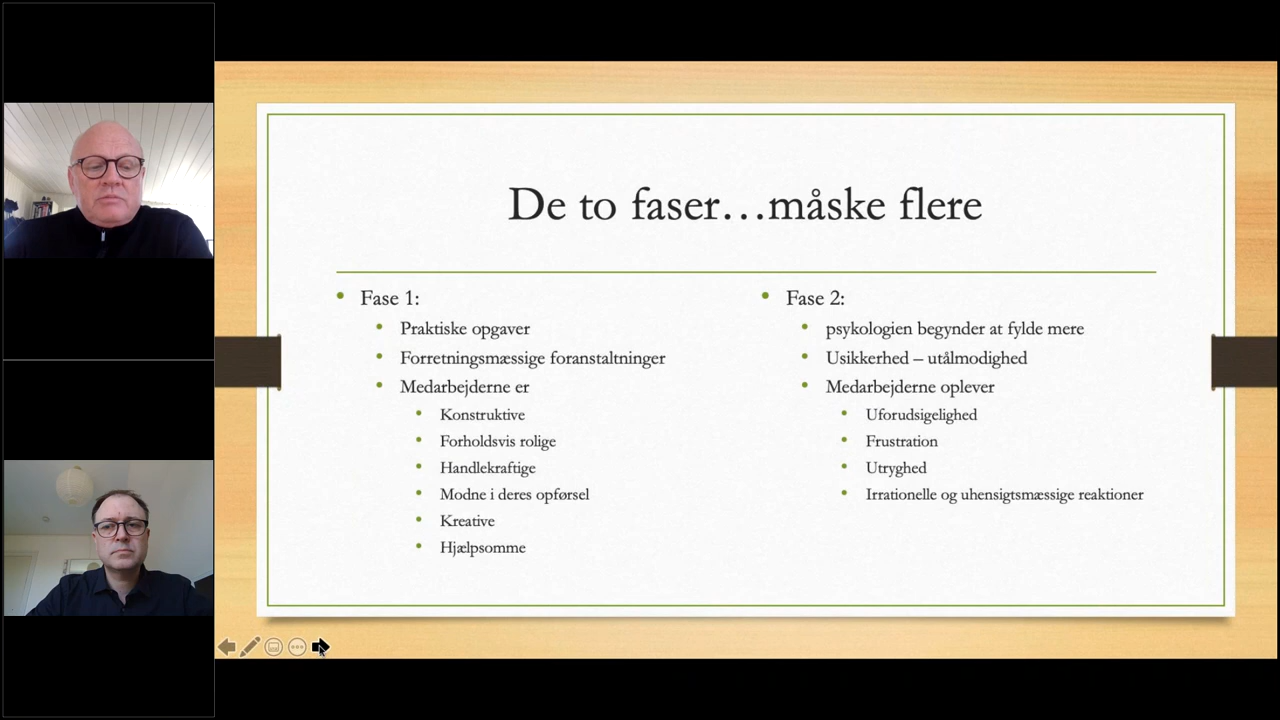 De to faser…måske flere
Fase 1:
Praktiske opgaver
Forretningsmæssige foranstaltninger
Medarbejderne er
Konstruktive
Forholdsvis rolige
Handlekraftige
Modne i deres opførsel
Kreative
Hjælpsomme
Fase 2:
psykologien begynder at fylde mere
Usikkerhed – utålmodighed
Medarbejderne oplever
Uforudsigelighed
Frustration
Utryghed
Irrationelle og uhensigtsmæssige reaktioner